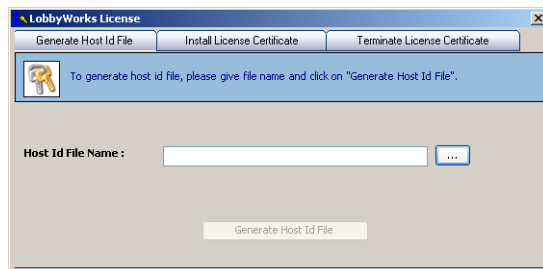 LobbyWorks License
Generate Host Id File
Install License Certificate
Terminate License Certificate
To generate host id file, please give file name and click on "Generate Host Id File".
Host Id File Name :
...
Generate Host Id File